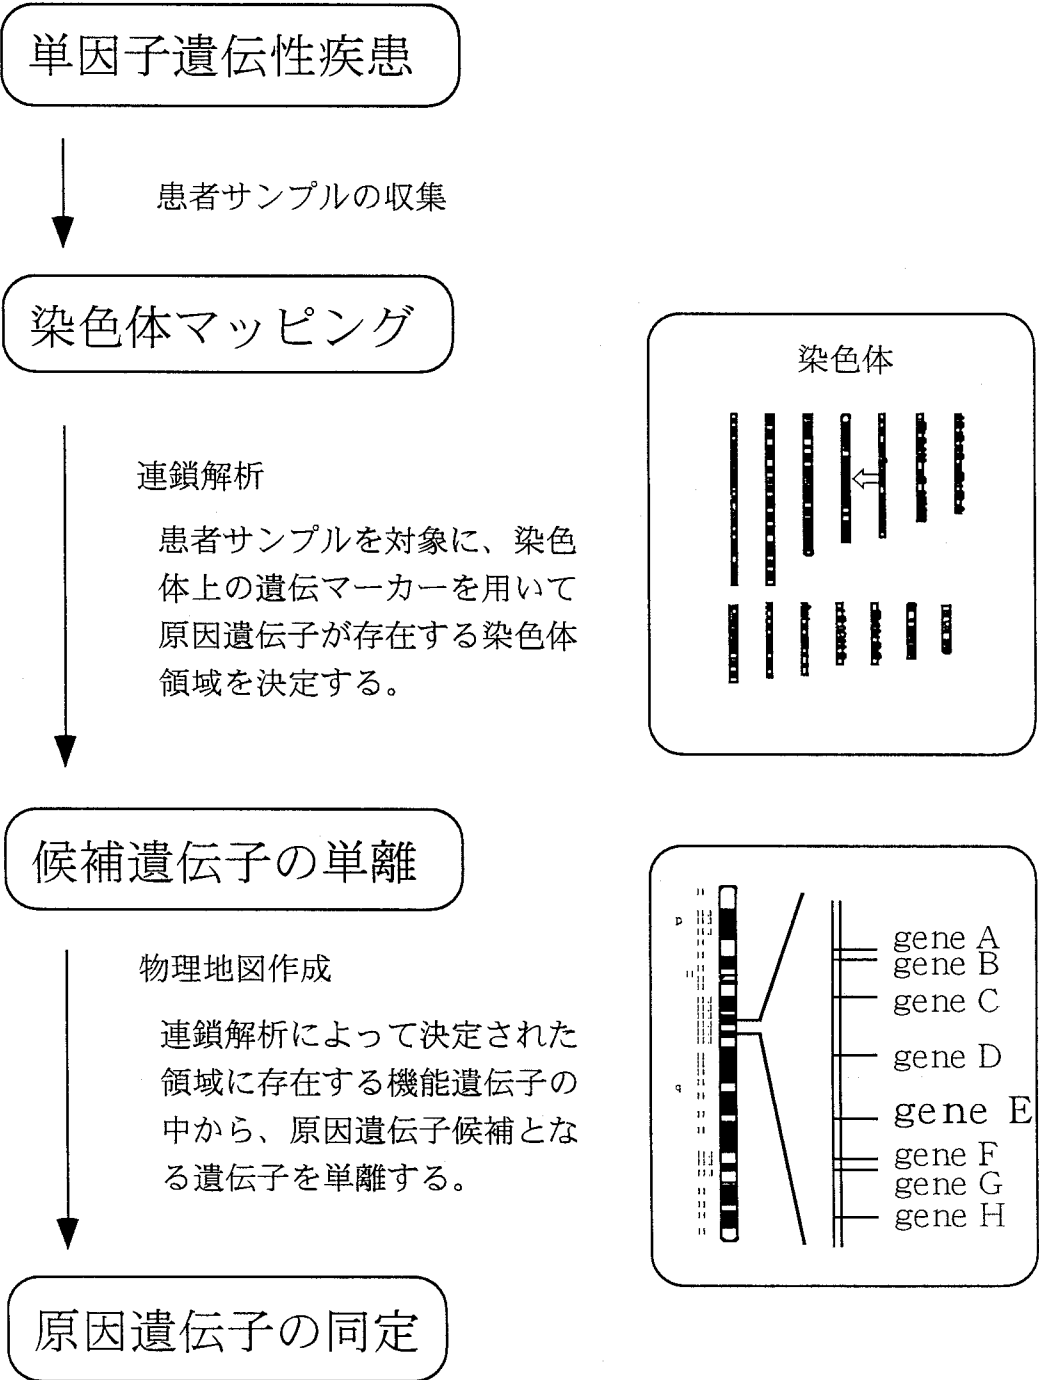 単因子遺伝性疾患
患者サンプルの収集
染色体マッピング
連鎖解析
患者サンプルを対象に、染色
体上の遺伝マーカーを用いて
原因遺伝子が存在する染色体
領域を決定する。
染色体
候補遺伝子の単離
物理地図作成
連鎖解析によって決定された
領域に存在する機能遺伝子の
中から、原因遺伝子候補とな
る遺伝子を単離する。
p
q
gene A
gene B
gene C
gene D
gene E
gene F
gene G
gene H
原因遺伝子の同定